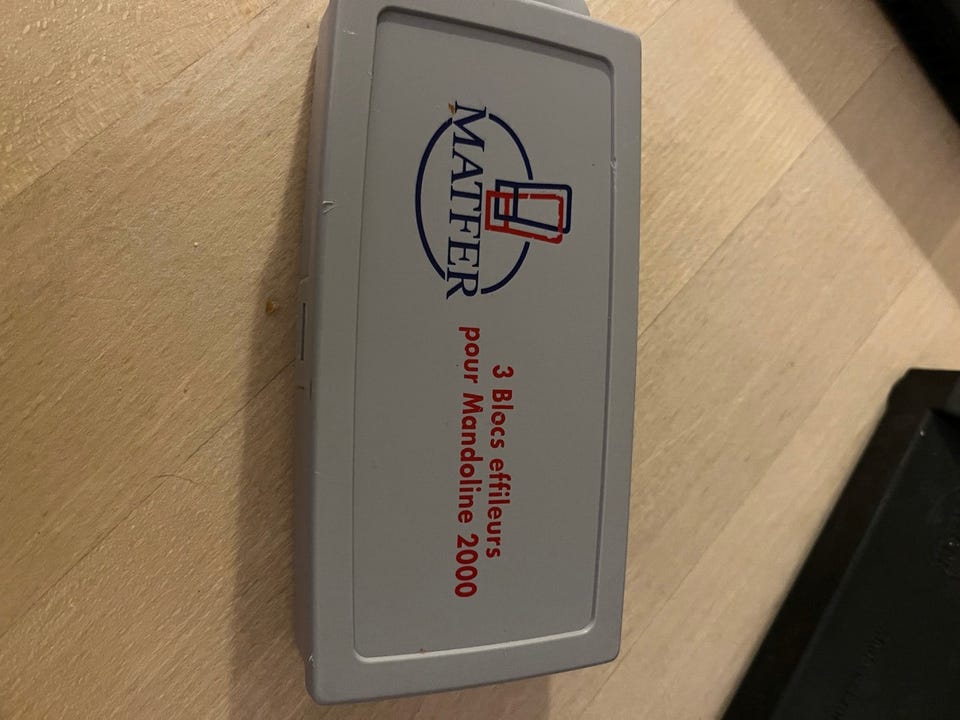 MATFER
3 Blocs effileurs
pour Mandoline 2000